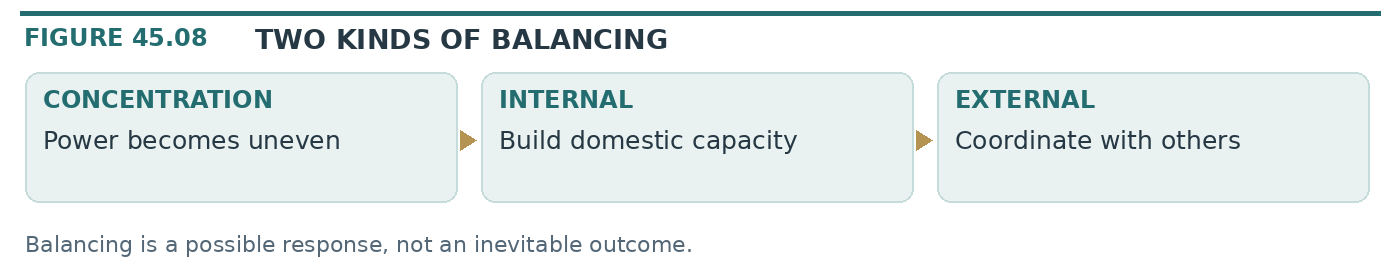 FIGURE 45.08 TWO KINDS OF BALANCING
CONCENTRATION
Power becomes uneven
INTERNAL
Build domestic capacity
EXTERNAL
Coordinate with others
Balancing is a possible response, not an inevitable outcome.